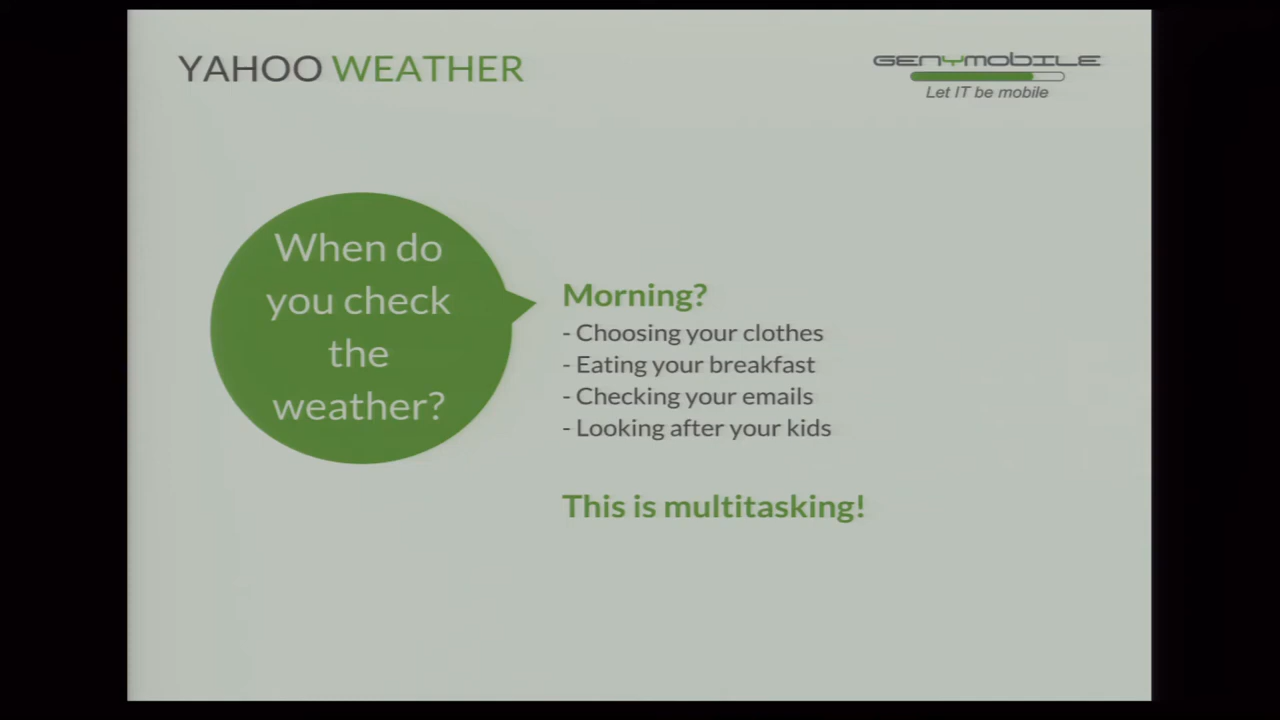 YAHOO WEATHER
GENYMOBILE
Let IT be mobile
When do
you check
the
weather?
Morning?
- Choosing your clothes
- Eating your breakfast
- Checking your emails
- Looking after your kids
This is multitasking!